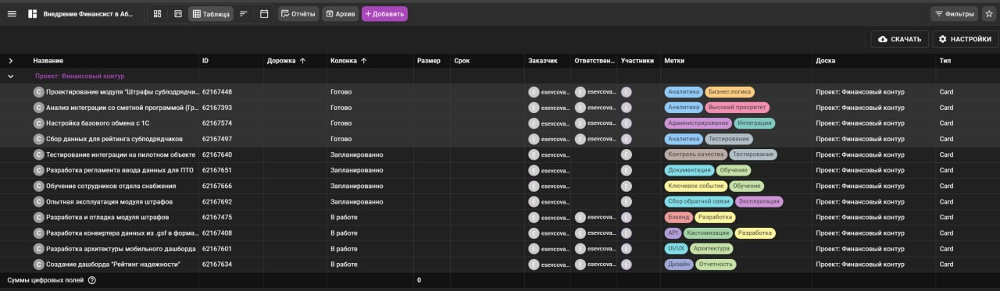 Внедрение Финансист в Аб...
Таблица
Отчёты
Архив
+ Добавить
Фильтры
СКАЧАТЬ
НАСТРОЙКИ
Название ID Дорожка Колонка Размер Срок Заказчик Ответствен... Участники Метки Доска Тип
Проект: Финансовый контур
С Проектирование модуля "Штрафы субподрядчи... 62167448 Готово E esevcova... E esevcova... E Аналитика Бизнес-логика Проект: Финансовый контур Card
С Анализ интеграции со сметной программой (Гр... 62167393 Готово E esevcova... E esevcova... E Аналитика Высокий приоритет Проект: Финансовый контур Card
С Настройка базового обмена с 1С 62167574 Готово E esevcova... E esevcova... E Администрирование Интеграция Проект: Финансовый контур Card
С Сбор данных для рейтинга субподрядчиков 62167497 Готово E esevcova... E esevcova... E Аналитика Тестирование Проект: Финансовый контур Card
С Тестирование интеграции на пилотном объекте 62167640 Запланированно E esevcova... E Контроль качества Тестирование Проект: Финансовый контур Card
С Разработка регламента ввода данных для ПТО 62167651 Запланированно E esevcova... E Документация Обучение Проект: Финансовый контур Card
С Обучение сотрудников отдела снабжения 62167666 Запланированно E esevcova... E Ключевое событие Обучение Проект: Финансовый контур Card
С Опытная эксплуатация модуля штрафов 62167692 Запланированно E esevcova... E Сбор обратной связи Эксплуатация Проект: Финансовый контур Card
С Разработка и отладка модуля штрафов 62167475 В работе E esevcova... E esevcova... E Бэкенд Разработка Проект: Финансовый контур Card
С Разработка конвертера данных из .gsf в форма... 62167408 В работе E esevcova... E esevcova... E API Кастомизация Разработка Проект: Финансовый контур Card
С Разработка архитектуры мобильного дашборда 62167601 В работе E esevcova... E esevcova... E UI/UX Архитектура Проект: Финансовый контур Card
С Создание дашборда "Рейтинг надежности" 62167634 В работе E esevcova... E esevcova... E Дизайн Отчетность Проект: Финансовый контур Card
Суммы цифровых полей ? 0